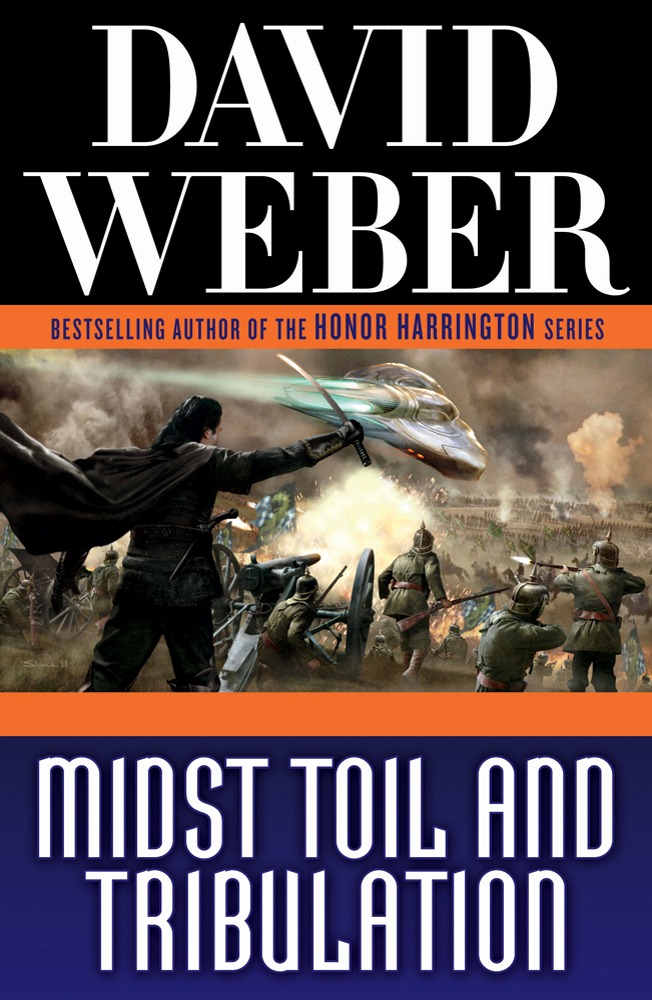 DAVID
WEBER
BESTSELLING AUTHOR OF THE HONOR HARRINGTON SERIES
MIDST TOIL AND
TRIBULATION